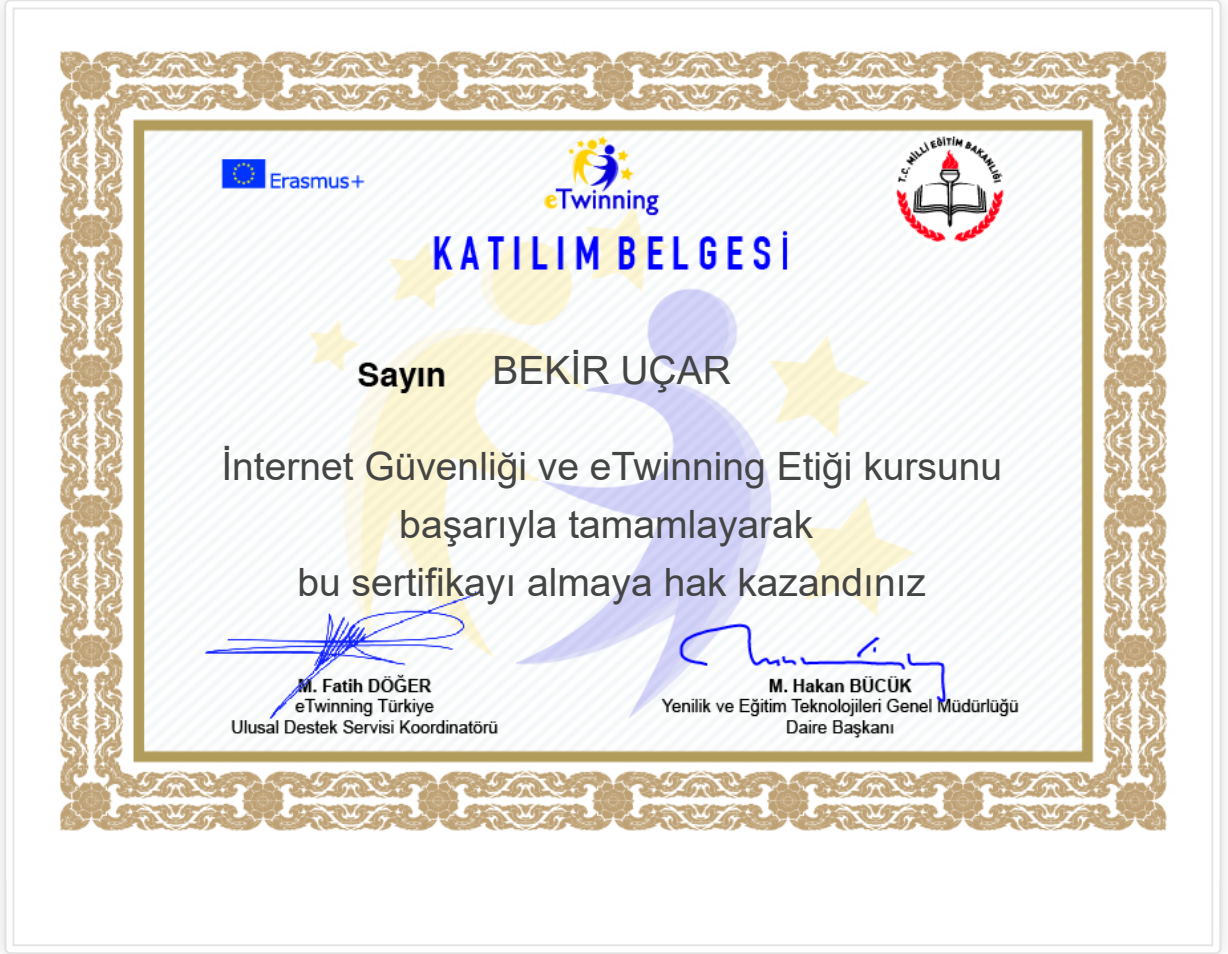 Erasmus+
eTwinning
T.C. MİLLİ EĞİTİM BAKANLIĞI
KATILIM BELGESİ
Sayın BEKİR UÇAR
İnternet Güvenliği ve eTwinning Etiği kursunu
başarıyla tamamlayarak
bu sertifikayı almaya hak kazandınız
M. Fatih DÖĞER
eTwinning Türkiye
Ulusal Destek Servisi Koordinatörü
M. Hakan BÜCÜK
Yenilik ve Eğitim Teknolojileri Genel Müdürlüğü
Daire Başkanı